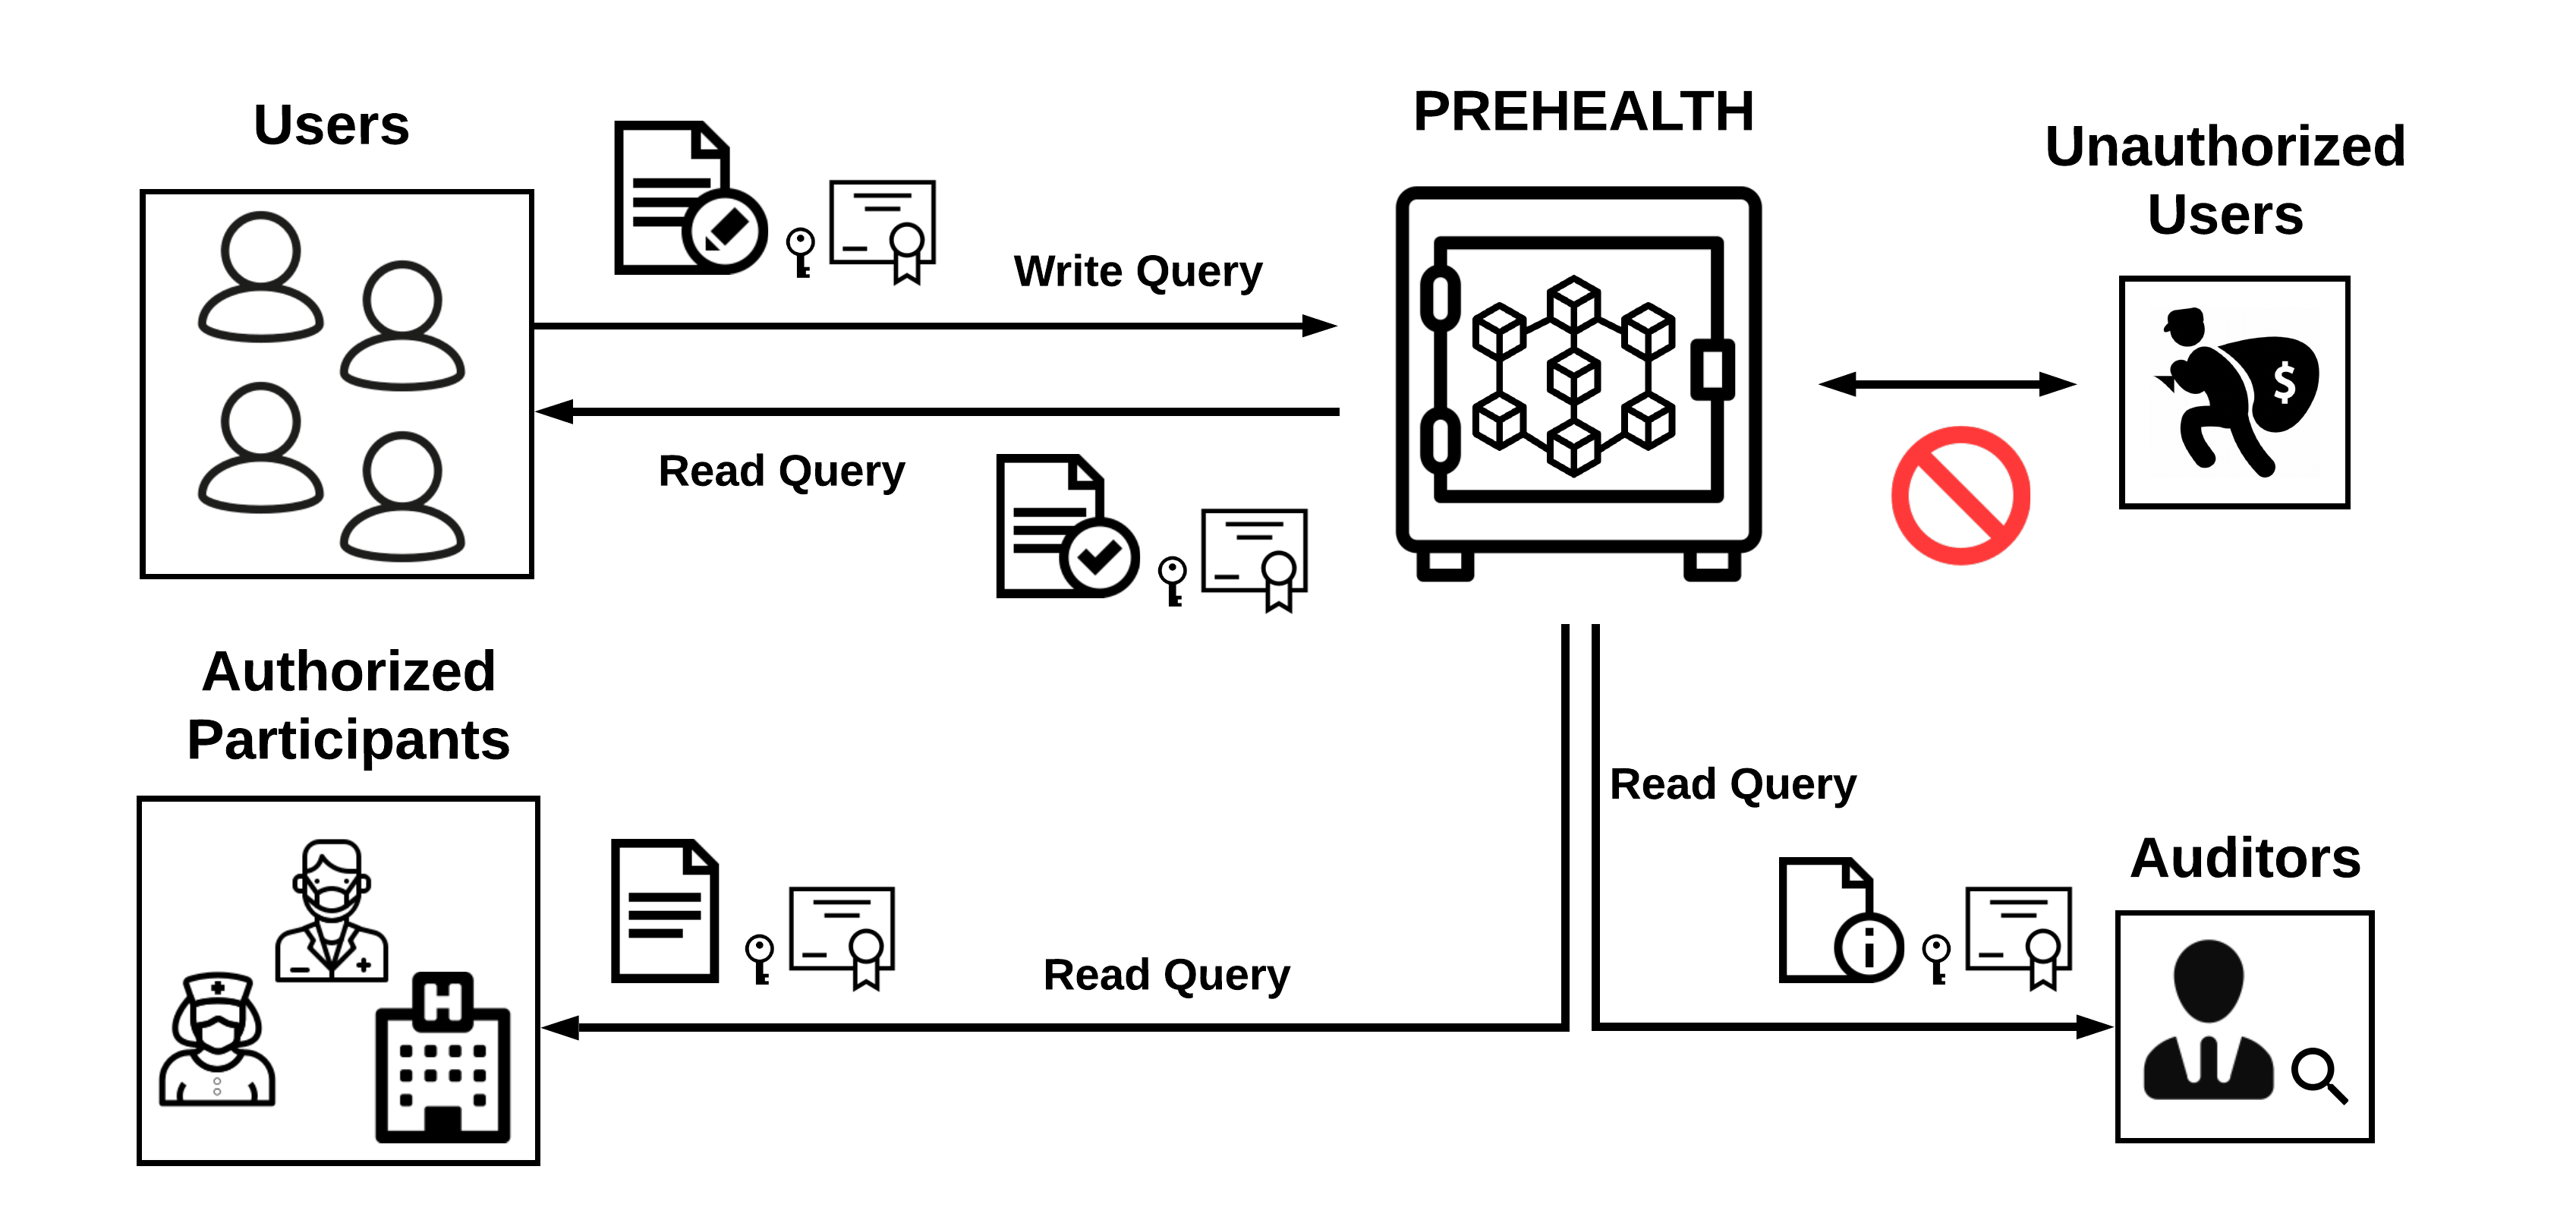 Users
PREHEALTH
Unauthorized
Users
Write Query
$
Read Query
Authorized
Participants
Read Query
Auditors
i
H
Read Query